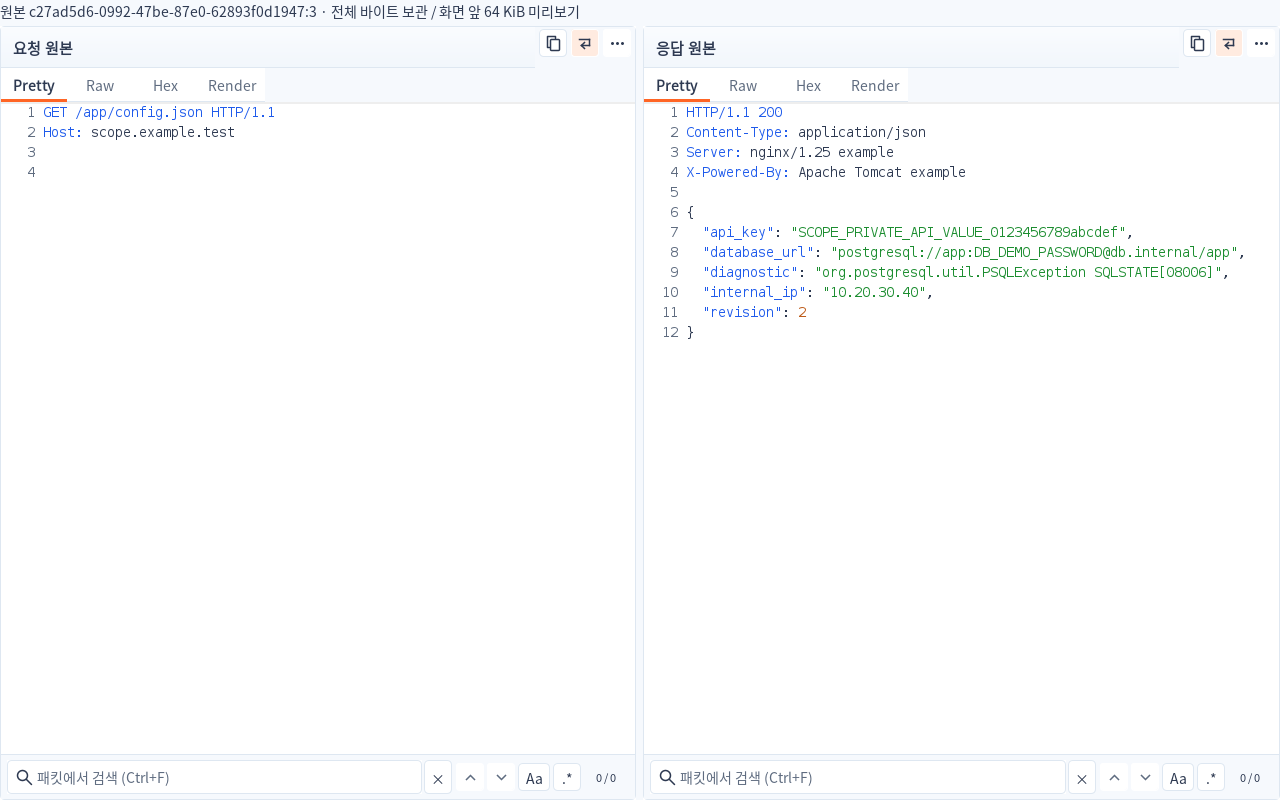 원본 c27ad5d6-0992-47be-87e0-62893f0d1947:3 · 전체 바이트 보관 / 화면 앞 64 KiB 미리보기
요청 원본
Pretty Raw Hex Render
1 GET /app/config.json HTTP/1.1
2 Host: scope.example.test
3
4
패킷에서 검색 (Ctrl+F)
Aa .* 0/0
응답 원본
Pretty Raw Hex Render
1 HTTP/1.1 200
2 Content-Type: application/json
3 Server: nginx/1.25 example
4 X-Powered-By: Apache Tomcat example
5
6 {
7 "api_key": "SCOPE_PRIVATE_API_VALUE_0123456789abcdef",
8 "database_url": "postgresql://app:DB_DEMO_PASSWORD@db.internal/app",
9 "diagnostic": "org.postgresql.util.PSQLException SQLSTATE[08006]",
10 "internal_ip": "10.20.30.40",
11 "revision": 2
12 }
패킷에서 검색 (Ctrl+F)
Aa .* 0/0